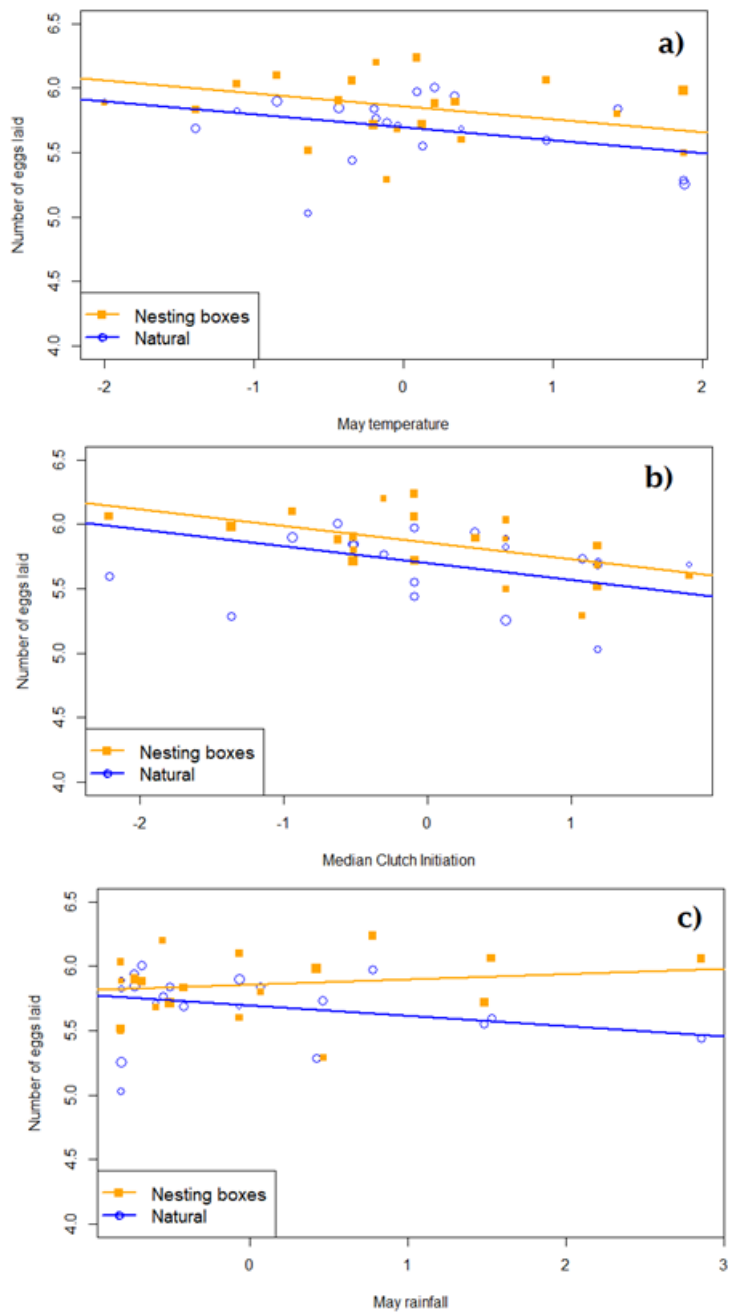 a)
6.5
6.0
5.5
5.0
4.5
4.0
Number of eggs laid
Nesting boxes
Natural
-2 -1 0 1 2
May temperature
b)
6.5
6.0
5.5
5.0
4.5
4.0
Number of eggs laid
Nesting boxes
Natural
-2 -1 0 1
Median Clutch Initiation
c)
6.5
6.0
5.5
5.0
4.5
4.0
Number of eggs laid
Nesting boxes
Natural
0 1 2 3
May rainfall